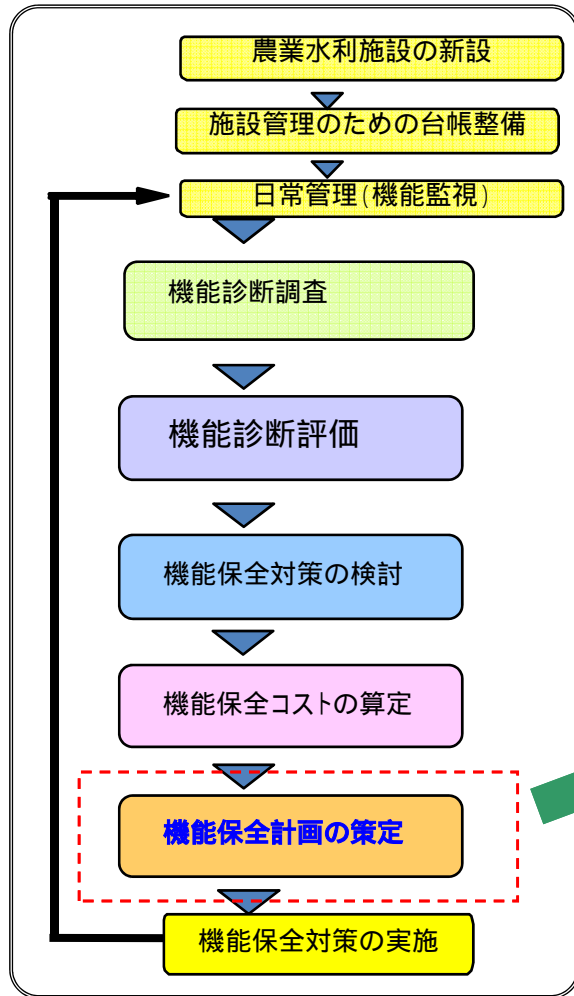 農業水利施設の新設
施設管理のための台帳整備
日常管理(機能監視)
機能診断調査
機能診断評価
機能保全対策の検討
機能保全コストの算定
機能保全計画の策定
機能保全対策の実施